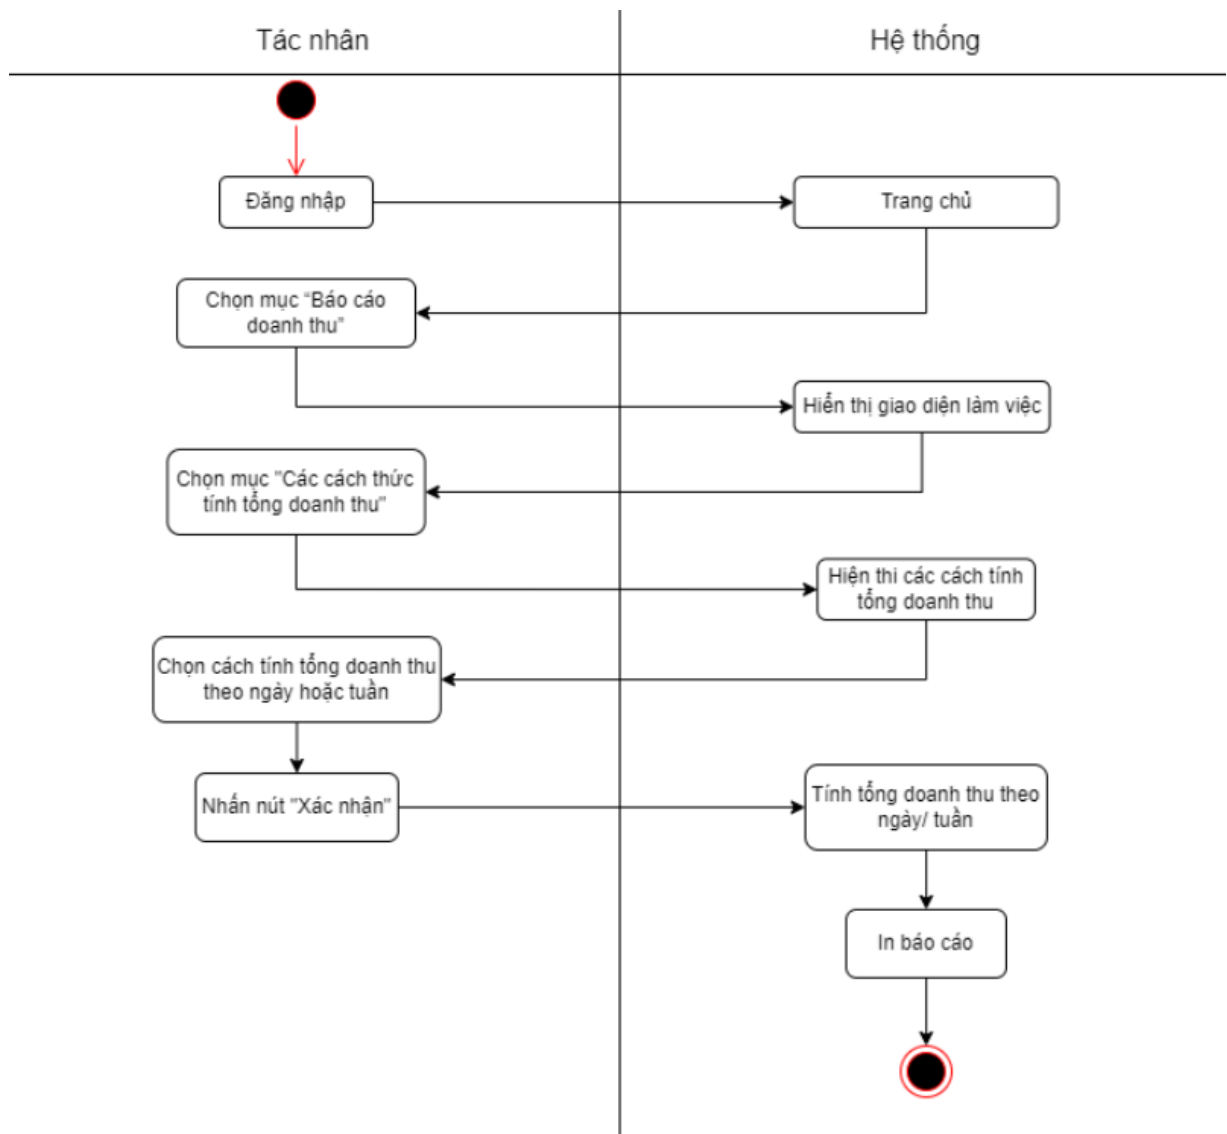 Tác nhân
Hệ thống
Đăng nhập
Trang chủ
Chọn mục “Báo cáo
doanh thu”
Hiển thị giao diện làm việc
Chọn mục "Các cách thức
tính tổng doanh thu"
Hiện thi các cách tính
tổng doanh thu
Chọn cách tính tổng doanh thu
theo ngày hoặc tuần
Nhấn nút "Xác nhận"
Tính tổng doanh thu theo
ngày/ tuần
In báo cáo